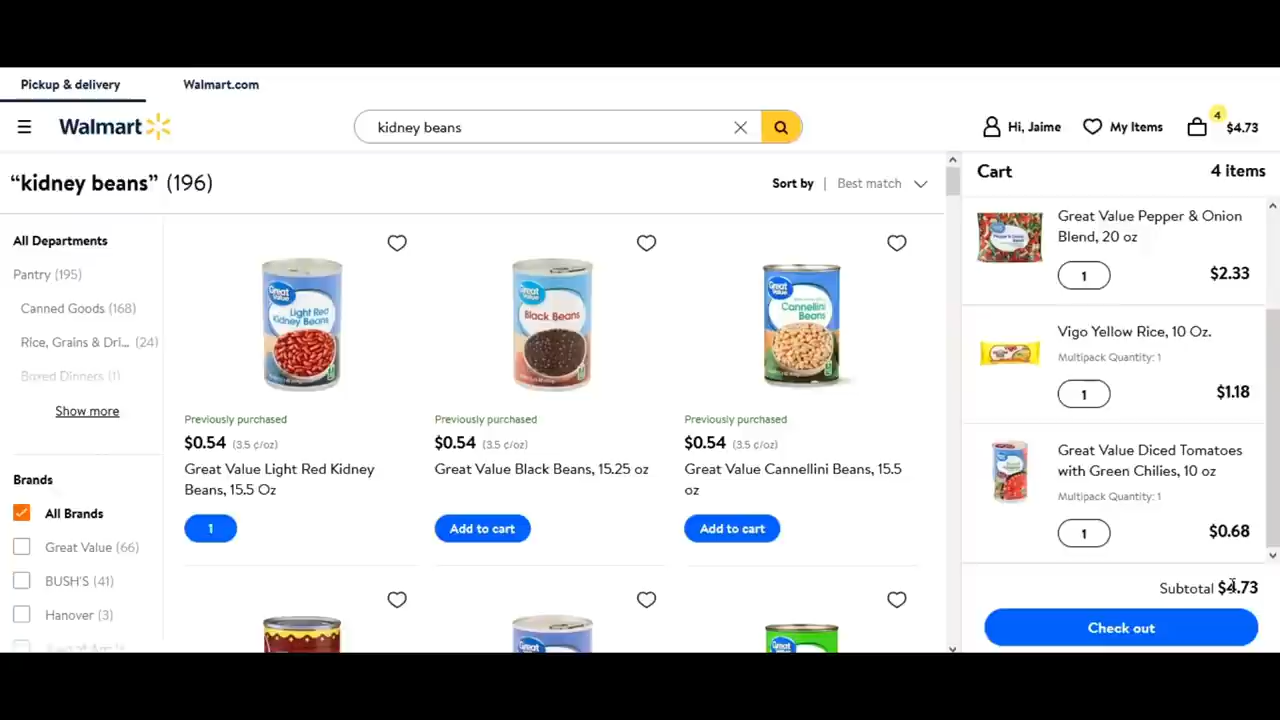 Pickup & delivery
Walmart.com
Walmart
kidney beans
Hi, Jaime
My Items
4
$4.73
“kidney beans” (196)
Sort by | Best match
Cart
4 items
All Departments
Pantry (195)
Canned Goods (168)
Rice, Grains & Dri... (24)
Boxed Dinners (1)
Show more
Brands
All Brands
Great Value (66)
BUSH'S (41)
Hanover (3)
Great Value
Light Red
Kidney Beans
Previously purchased
$0.54 (3.5 ¢/oz)
Great Value Light Red Kidney
Beans, 15.5 Oz
1
Great Value
Black Beans
Previously purchased
$0.54 (3.5 ¢/oz)
Great Value Black Beans, 15.25 oz
Add to cart
Great Value
Cannellini
Beans
Previously purchased
$0.54 (3.5 ¢/oz)
Great Value Cannellini Beans, 15.5
oz
Add to cart
Great
Great
Great Value Pepper & Onion
Blend, 20 oz
1
$2.33
Vigo Yellow Rice, 10 Oz.
Multipack Quantity: 1
1
$1.18
Great Value Diced Tomatoes
with Green Chilies, 10 oz
Multipack Quantity: 1
1
$0.68
Subtotal $4.73
Check out